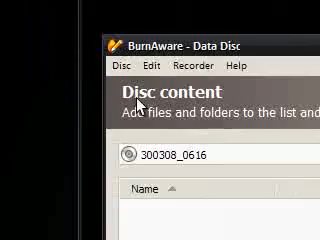 BurnAware - Data Disc
Disc Edit Recorder Help
Disc content
Add files and folders to the list and
300308_0616
Name